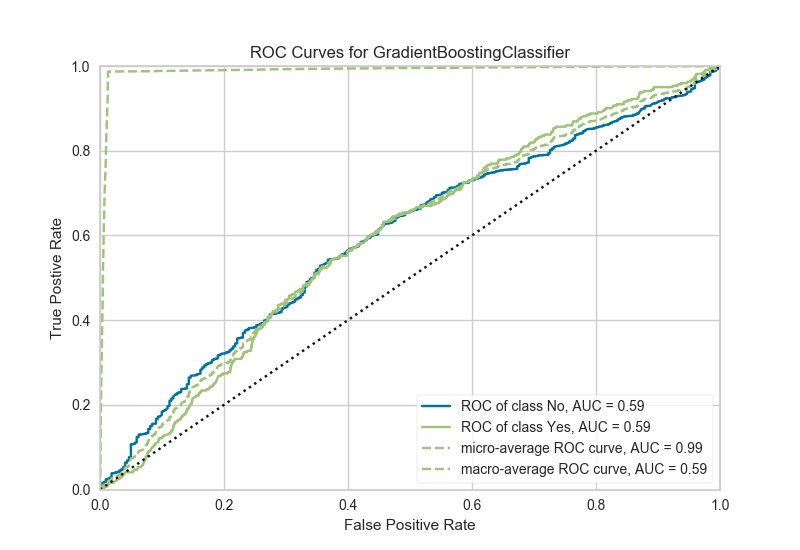 ROC Curves for GradientBoostingClassifier
1.0
0.8
0.6
0.4
0.2
0.0
True Postive Rate
ROC of class No, AUC = 0.59
ROC of class Yes, AUC = 0.59
micro-average ROC curve, AUC = 0.99
macro-average ROC curve, AUC = 0.59
0.0 0.2 0.4 0.6 0.8 1.0
False Positive Rate